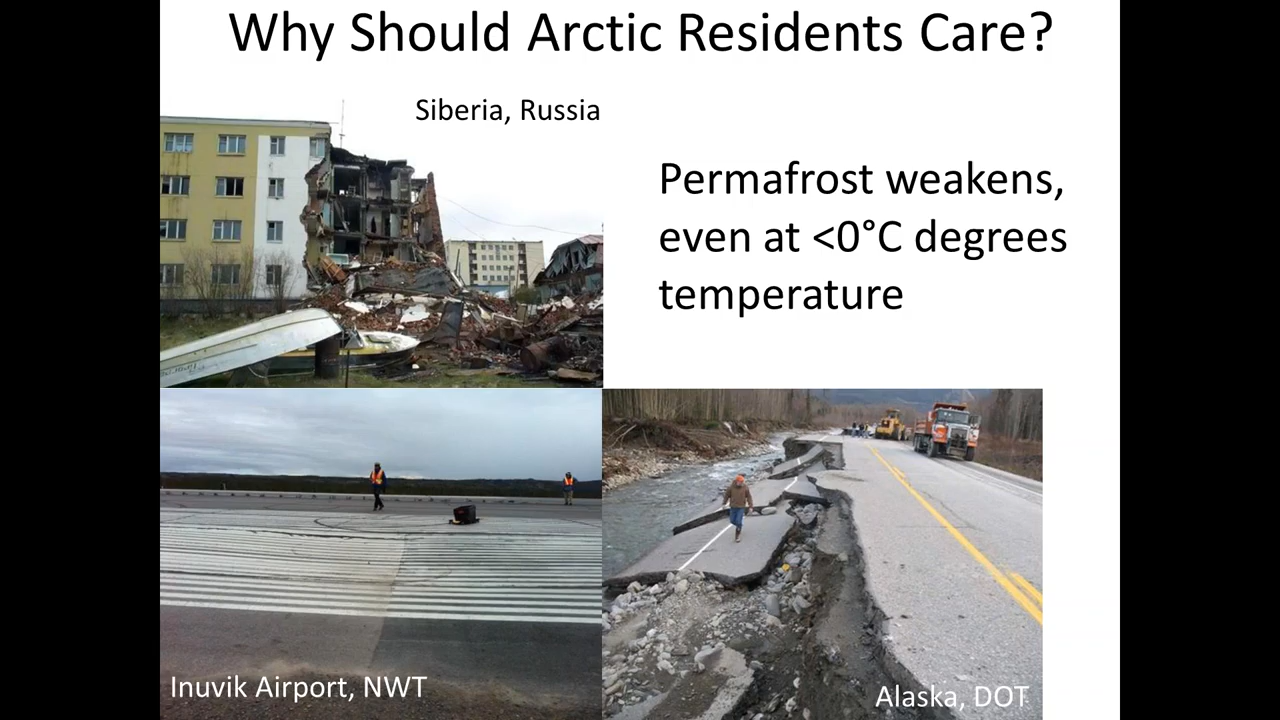 Why Should Arctic Residents Care?
Siberia, Russia
Permafrost weakens,
even at <0°C degrees
temperature
Inuvik Airport, NWT
Alaska, DOT